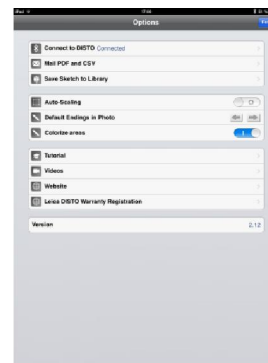 iPad
Options
Connect to DISTO Connected
Mail PDF and CSV
Save Sketch to Library
Auto-Scaling
Default Endings in Photo
Colorize areas
Tutorial
Videos
Website
Leica DISTO Warranty Registration
Version 2.12